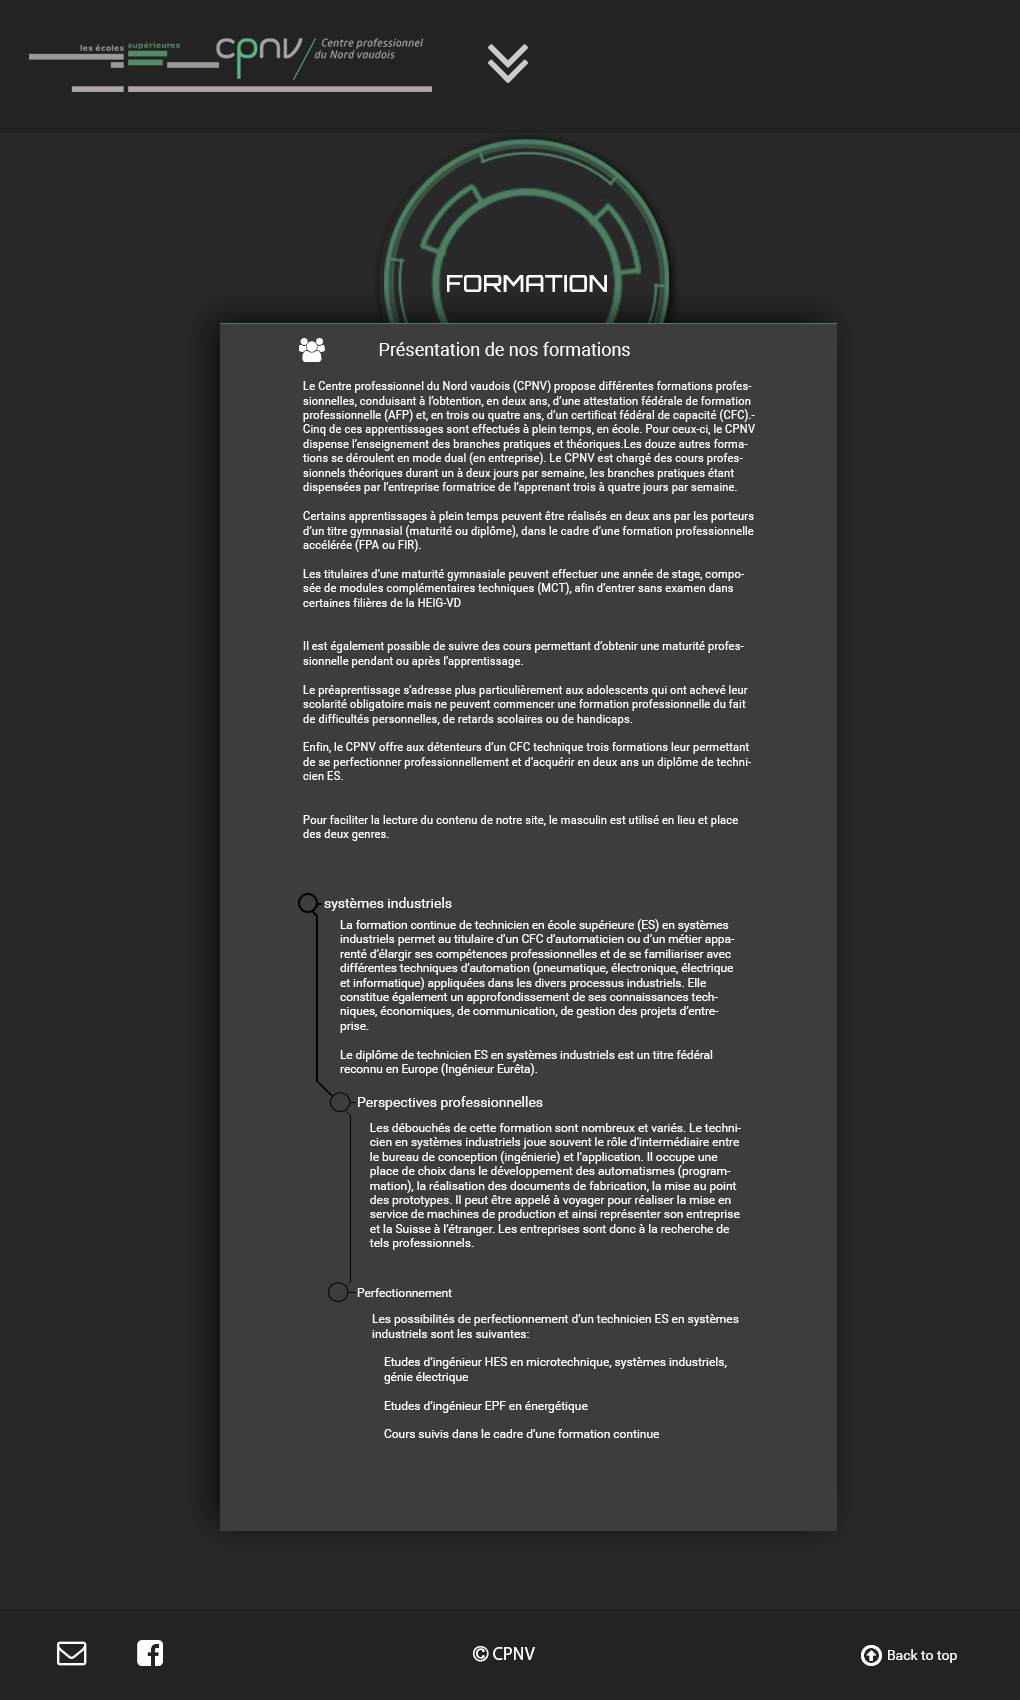 les écoles supérieures
cpnv Centre professionnel
du Nord vaudois
FORMATION
Présentation de nos formations
Le Centre professionnel du Nord vaudois (CPNV) propose différentes formations profes-
sionnelles, conduisant à l’obtention, en deux ans, d’une attestation fédérale de formation
professionnelle (AFP) et, en trois ou quatre ans, d’un certificat fédéral de capacité (CFC).-
Cinq de ces apprentissages sont effectués à plein temps, en école. Pour ceux-ci, le CPNV
dispense l’enseignement des branches pratiques et théoriques.Les douze autres forma-
tions se déroulent en mode dual (en entreprise). Le CPNV est chargé des cours profes-
sionnels théoriques durant un à deux jours par semaine, les branches pratiques étant
dispensées par l’entreprise formatrice de l’apprenant trois à quatre jours par semaine.
Certains apprentissages à plein temps peuvent être réalisés en deux ans par les porteurs
d’un titre gymnasial (maturité ou diplôme), dans le cadre d’une formation professionnelle
accélérée (FPA ou FIR).
Les titulaires d’une maturité gymnasiale peuvent effectuer une année de stage, compo-
sée de modules complémentaires techniques (MCT), afin d’entrer sans examen dans
certaines filières de la HEIG-VD
Il est également possible de suivre des cours permettant d’obtenir une maturité profes-
sionnelle pendant ou après l’apprentissage.
Le préaprentissage s’adresse plus particulièrement aux adolescents qui ont achevé leur
scolarité obligatoire mais ne peuvent commencer une formation professionnelle du fait
de difficultés personnelles, de retards scolaires ou de handicaps.
Enfin, le CPNV offre aux détenteurs d’un CFC technique trois formations leur permettant
de se perfectionner professionnellement et d’acquérir en deux ans un diplôme de techni-
cien ES.
Pour faciliter la lecture du contenu de notre site, le masculin est utilisé en lieu et place
des deux genres.
systèmes industriels
La formation continue de technicien en école supérieure (ES) en systèmes
industriels permet au titulaire d’un CFC d’automaticien ou d’un métier appa-
renté d’élargir ses compétences professionnelles et de se familiariser avec
différentes techniques d’automation (pneumatique, électronique, électrique
et informatique) appliquées dans les divers processus industriels. Elle
constitue également un approfondissement de ses connaissances tech-
niques, économiques, de communication, de gestion des projets d’entre-
prise.
Le diplôme de technicien ES en systèmes industriels est un titre fédéral
reconnu en Europe (Ingénieur Eurêta).
Perspectives professionnelles
Les débouchés de cette formation sont nombreux et variés. Le techni-
cien en systèmes industriels joue souvent le rôle d’intermédiaire entre
le bureau de conception (ingénierie) et l’application. Il occupe une
place de choix dans le développement des automatismes (program-
mation), la réalisation des documents de fabrication, la mise au point
des prototypes. Il peut être appelé à voyager pour réaliser la mise en
service de machines de production et ainsi représenter son entreprise
et la Suisse à l’étranger. Les entreprises sont donc à la recherche de
tels professionnels.
Perfectionnement
Les possibilités de perfectionnement d’un technicien ES en systèmes
industriels sont les suivantes:
Etudes d’ingénieur HES en microtechnique, systèmes industriels,
génie électrique
Etudes d’ingénieur EPF en énergétique
Cours suivis dans le cadre d’une formation continue
© CPNV
Back to top